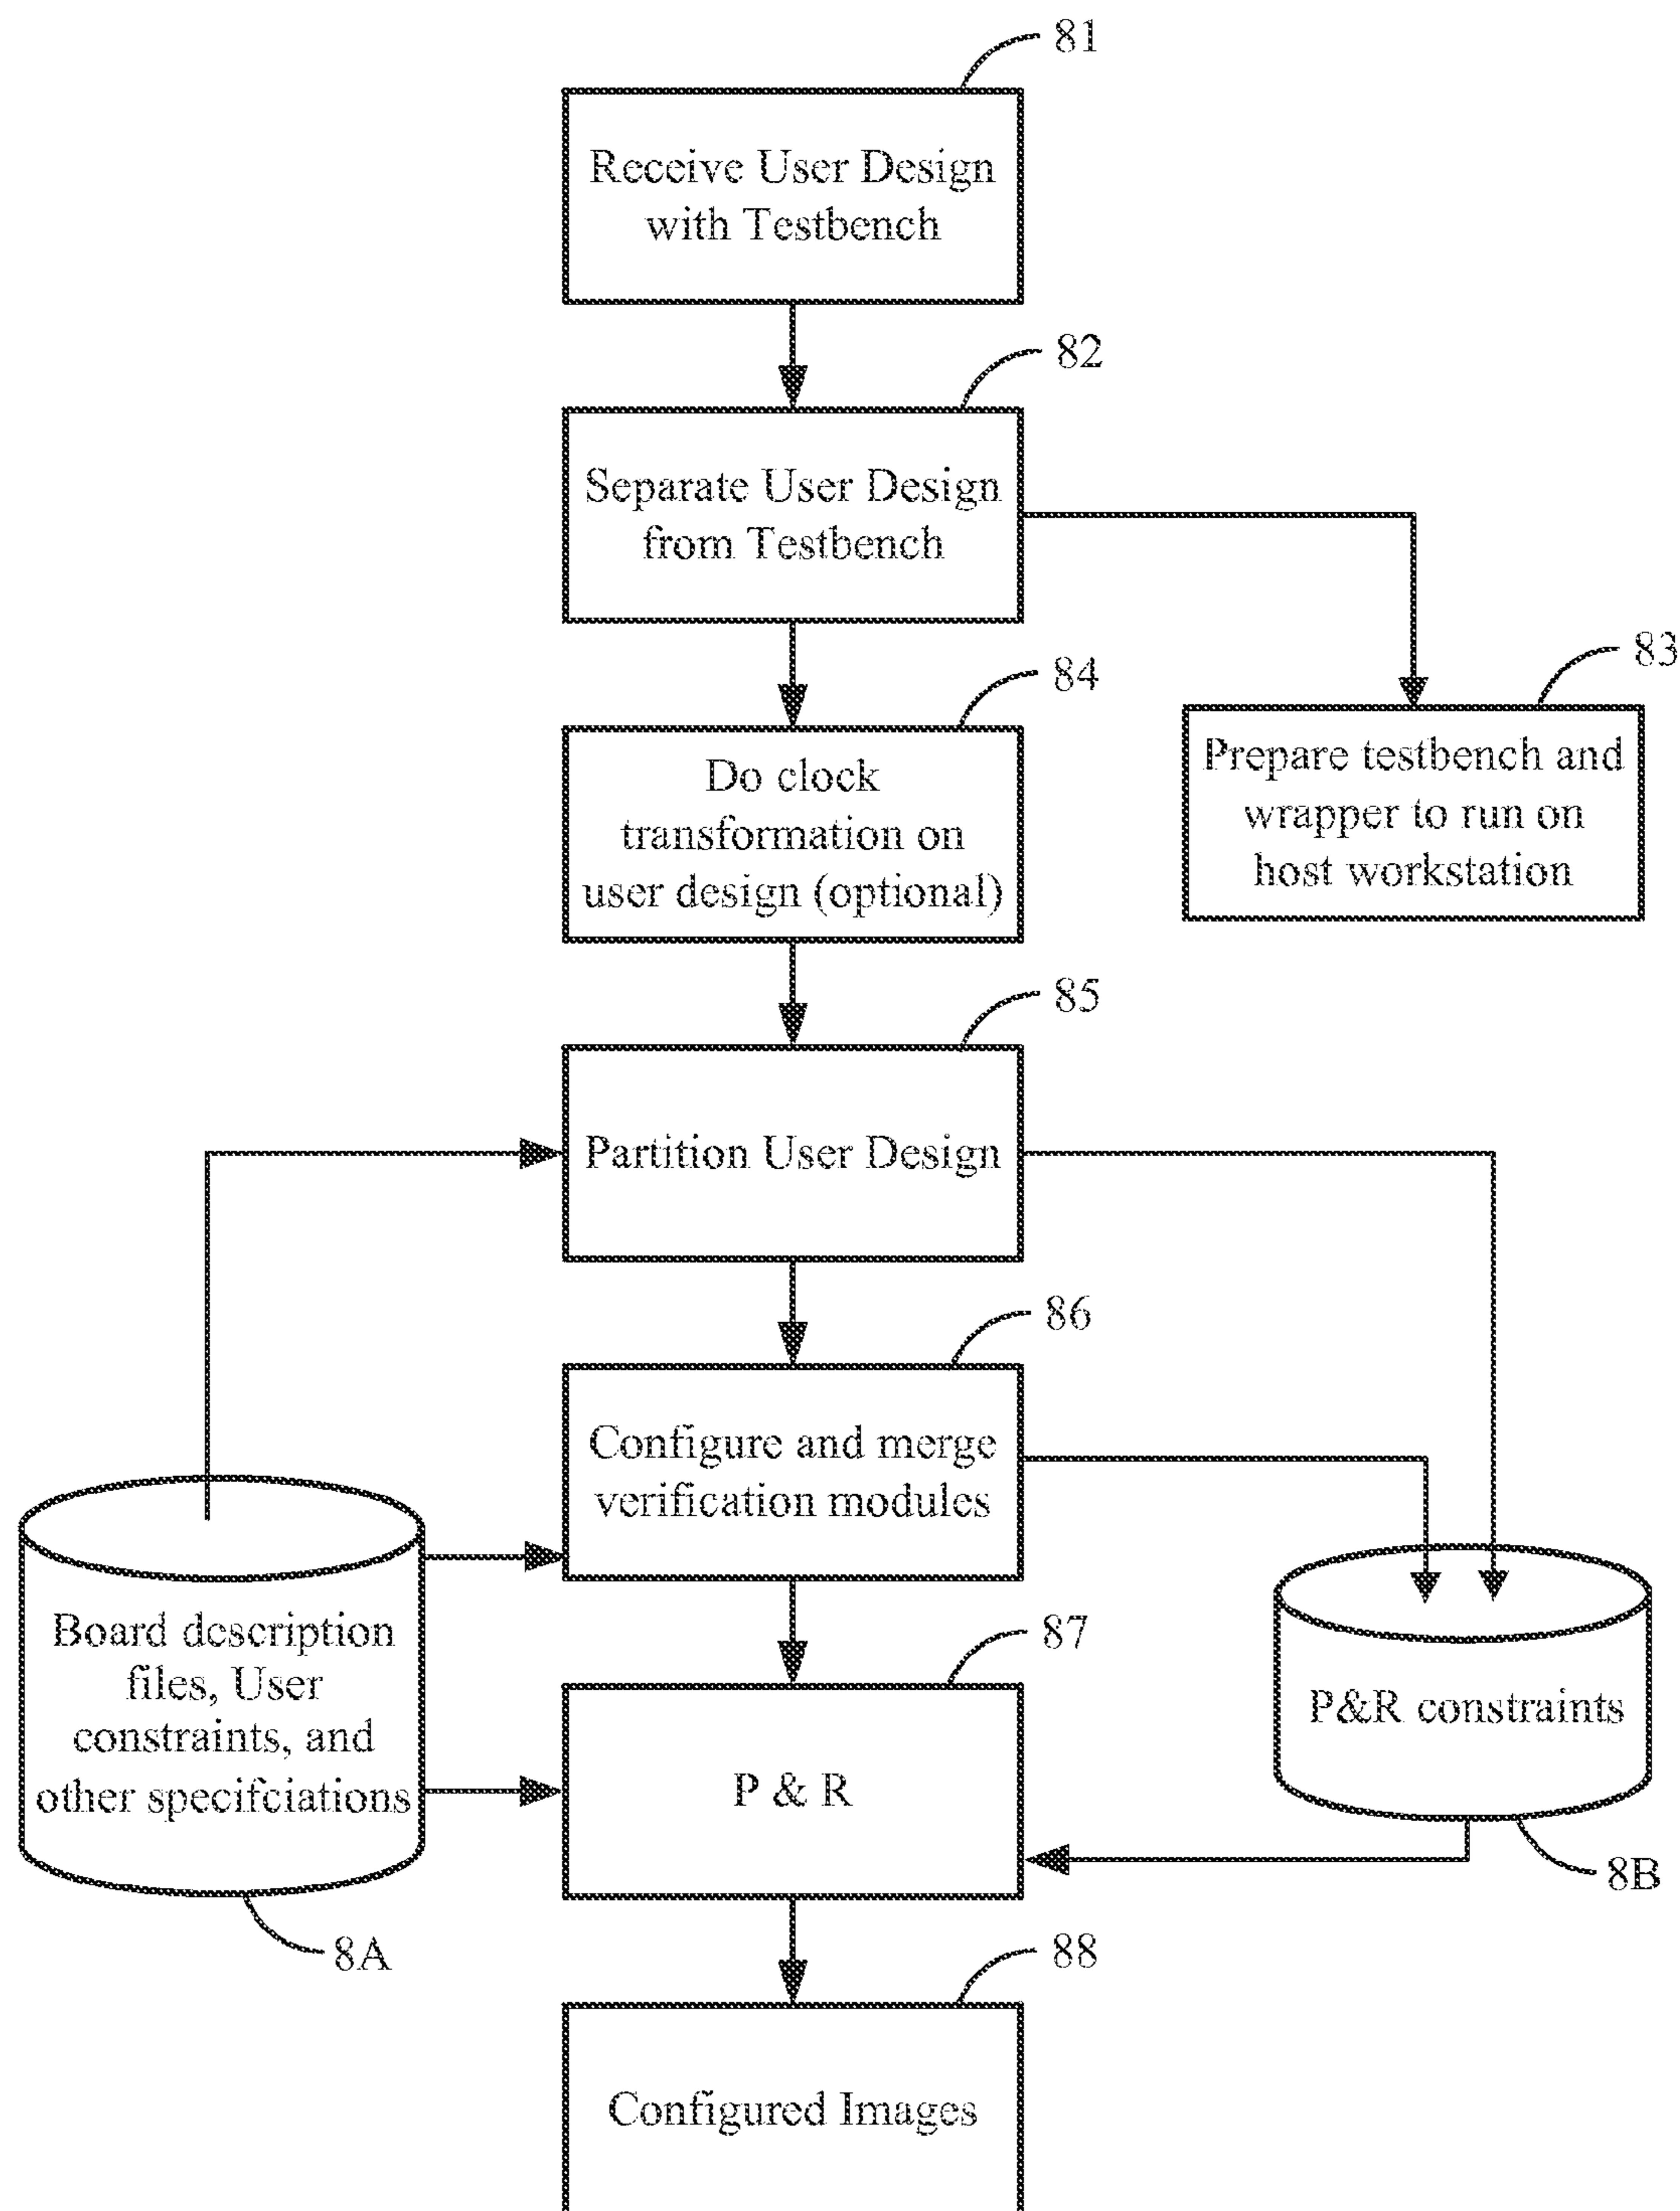 81
Receive User Design
with Testbench
82
Separate User Design
from Testbench
83
Prepare testbench and
wrapper to run on
host workstation
84
Do clock
transformation on
user design (optional)
85
Partition User Design
86
Configure and merge
verification modules
Board description
files, User
constraints, and
other specifciations
8A
87
P & R
P&R constraints
8B
88
Configured Images